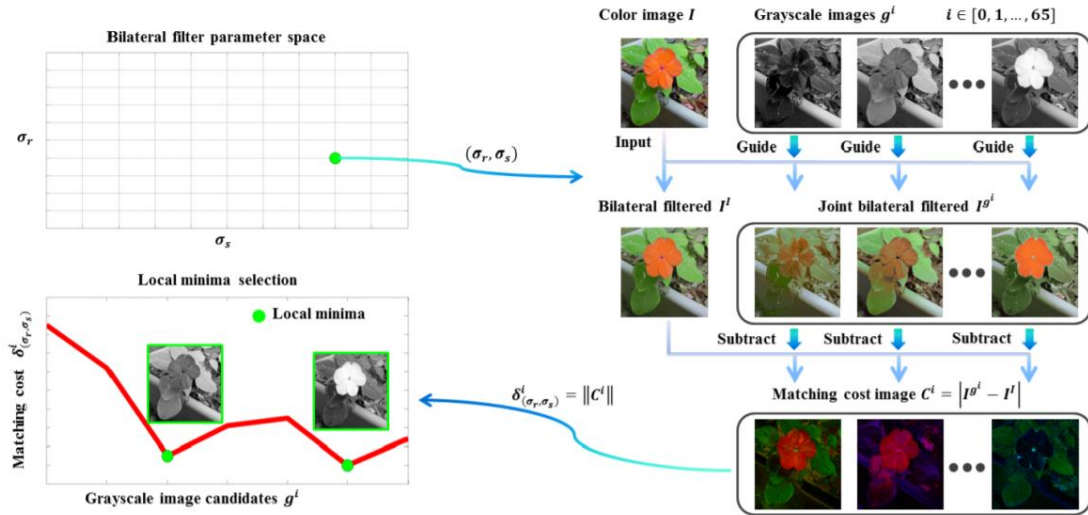 Bilateral filter parameter space
σr
σs
(σr, σs)
Local minima selection
Local minima
Matching cost δ^i_(σr,σs)
Grayscale image candidates g^i
Color image I
Grayscale images g^i
i ∈ [0, 1, …, 65]
Input
Guide
Guide
Guide
Bilateral filtered I^I
Joint bilateral filtered I^(g^i)
Subtract
Subtract
Subtract
δ^i_(σr,σs) = ‖C^i‖
Matching cost image C^i = |I^(g^i) − I^I|